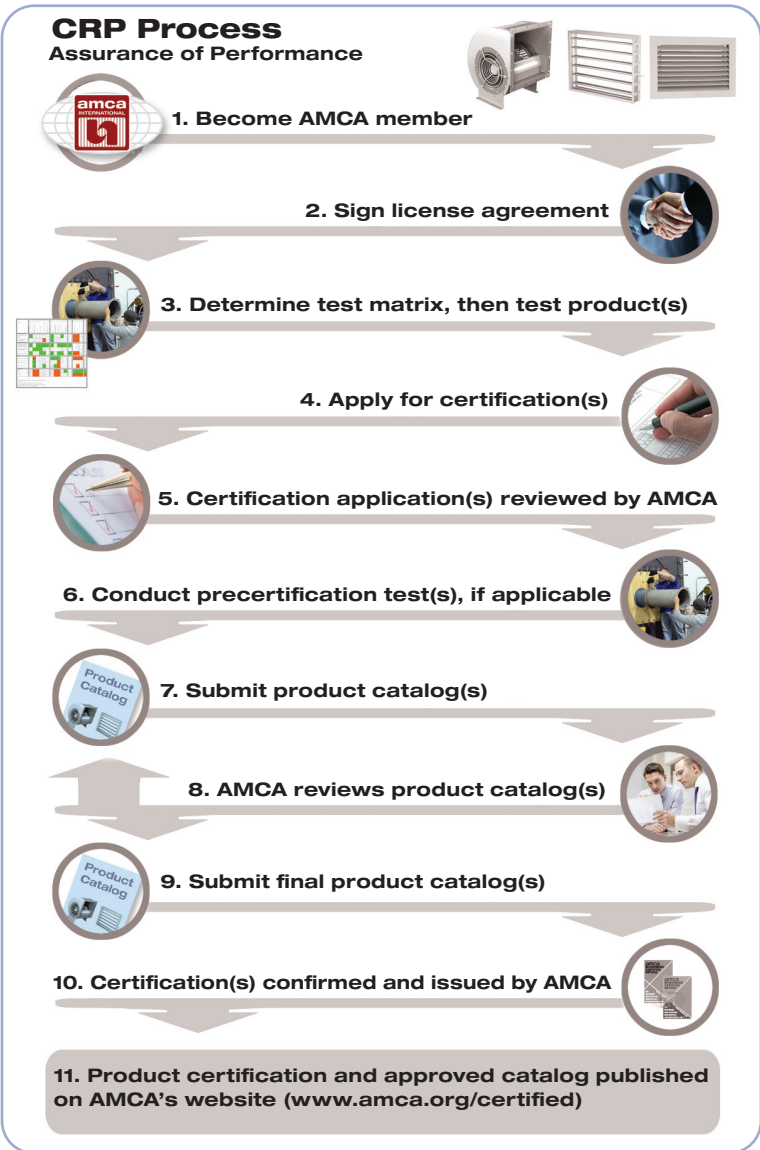 CRP Process
Assurance of Performance
amca
INTERNATIONAL
1. Become AMCA member
2. Sign license agreement
3. Determine test matrix, then test product(s)
4. Apply for certification(s)
5. Certification application(s) reviewed by AMCA
6. Conduct precertification test(s), if applicable
Product
Catalog
7. Submit product catalog(s)
8. AMCA reviews product catalog(s)
Product
Catalog
9. Submit final product catalog(s)
10. Certification(s) confirmed and issued by AMCA
11. Product certification and approved catalog published
on AMCA's website (www.amca.org/certified)